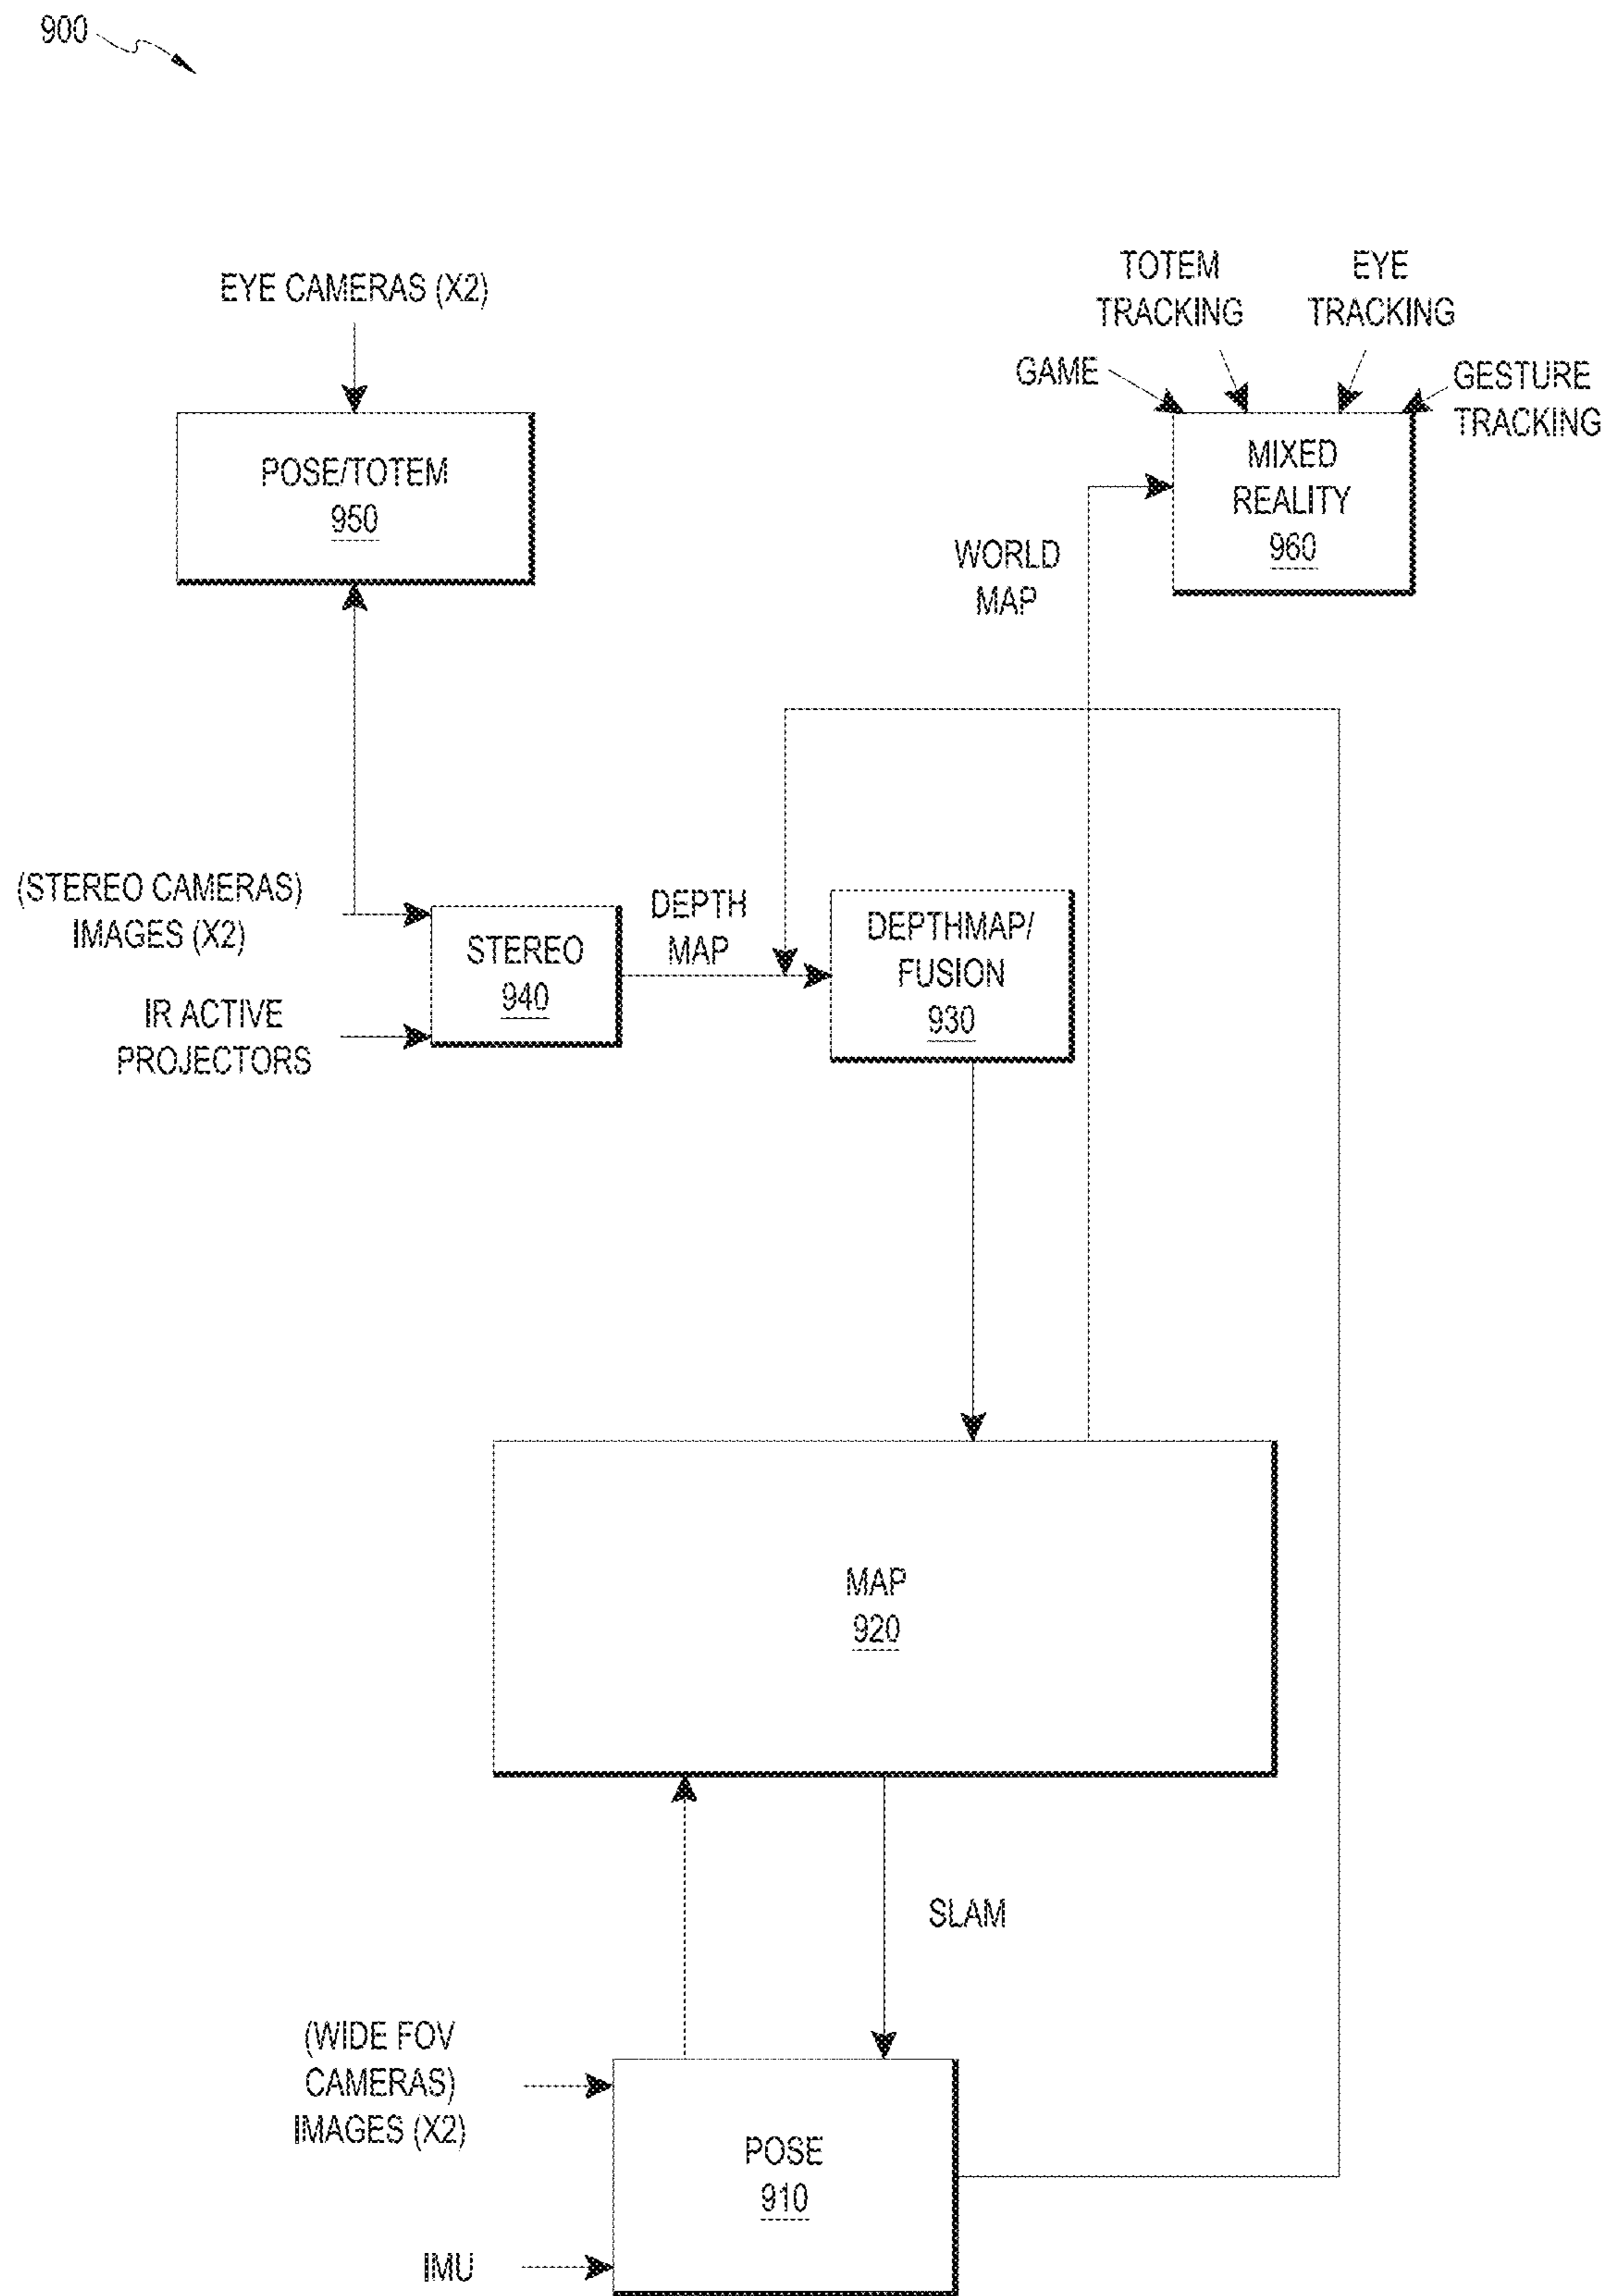 900
EYE CAMERAS (X2)
POSE/TOTEM
950
TOTEM
TRACKING
EYE
TRACKING
GAME
GESTURE
TRACKING
MIXED
REALITY
960
WORLD
MAP
(STEREO CAMERAS)
IMAGES (X2)
IR ACTIVE
PROJECTORS
STEREO
940
DEPTH
MAP
DEPTHMAP/
FUSION
930
MAP
920
SLAM
(WIDE FOV
CAMERAS)
IMAGES (X2)
IMU
POSE
910